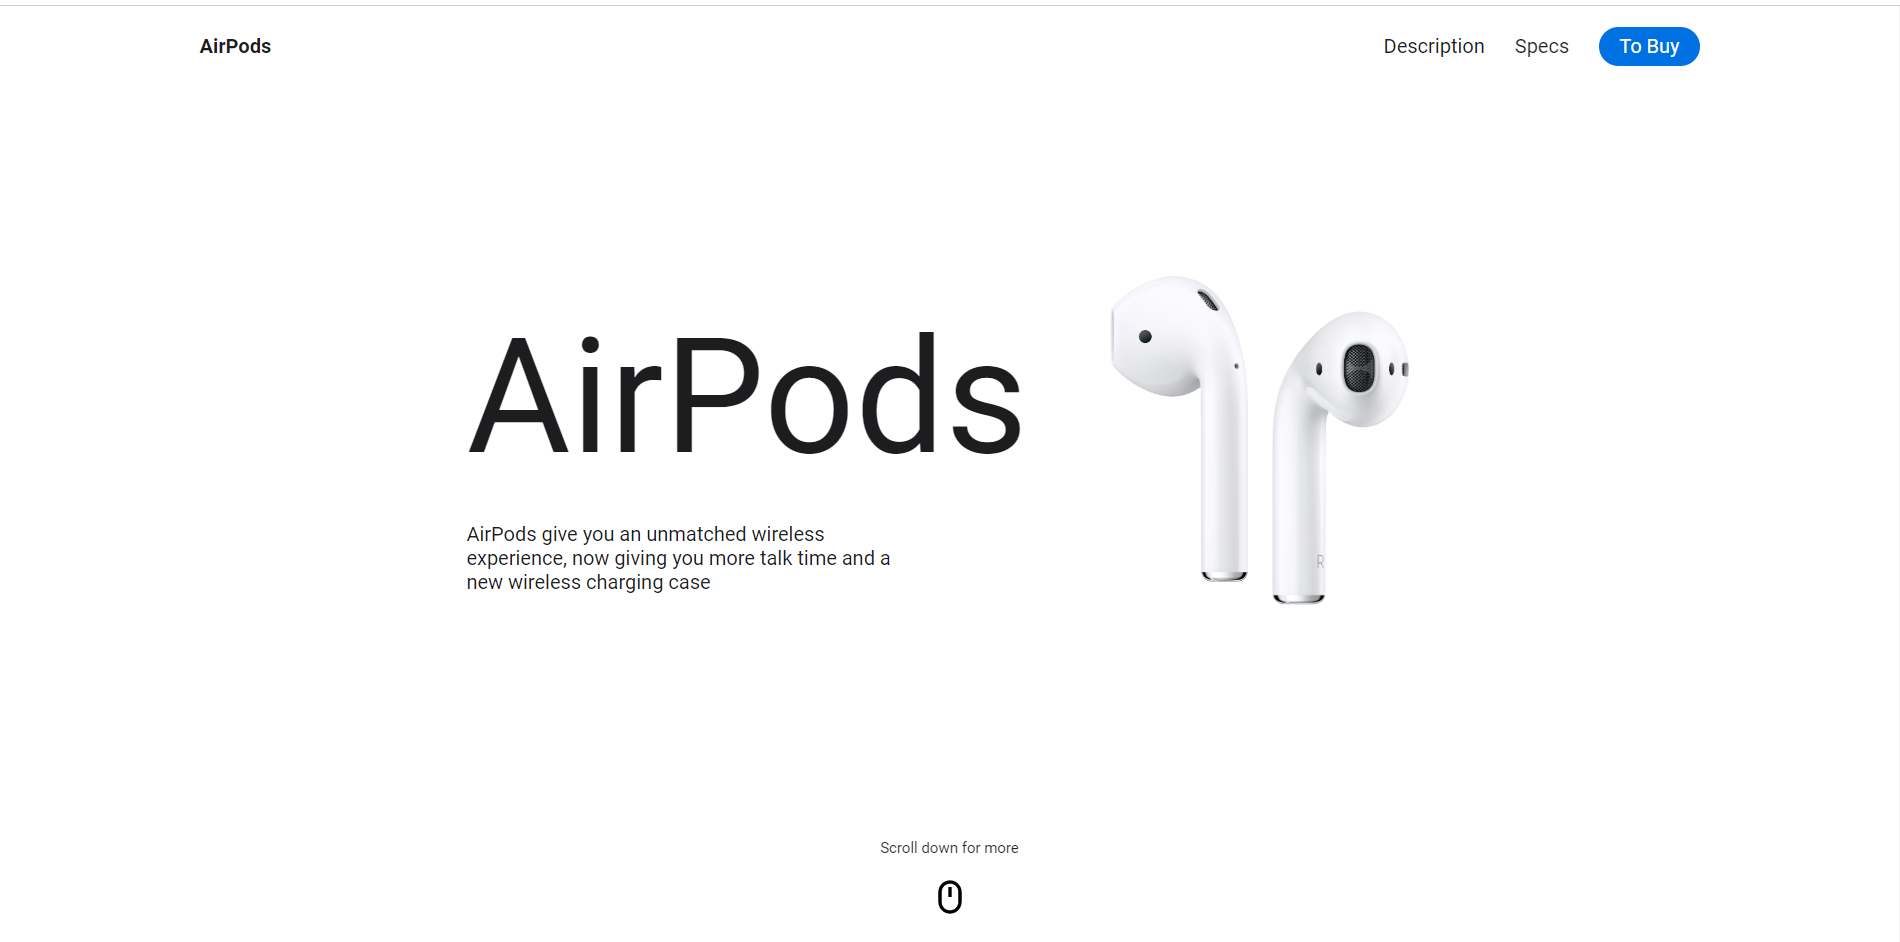 AirPods
Description
Specs
To Buy
AirPods
AirPods give you an unmatched wireless
experience, now giving you more talk time and a
new wireless charging case
R
Scroll down for more